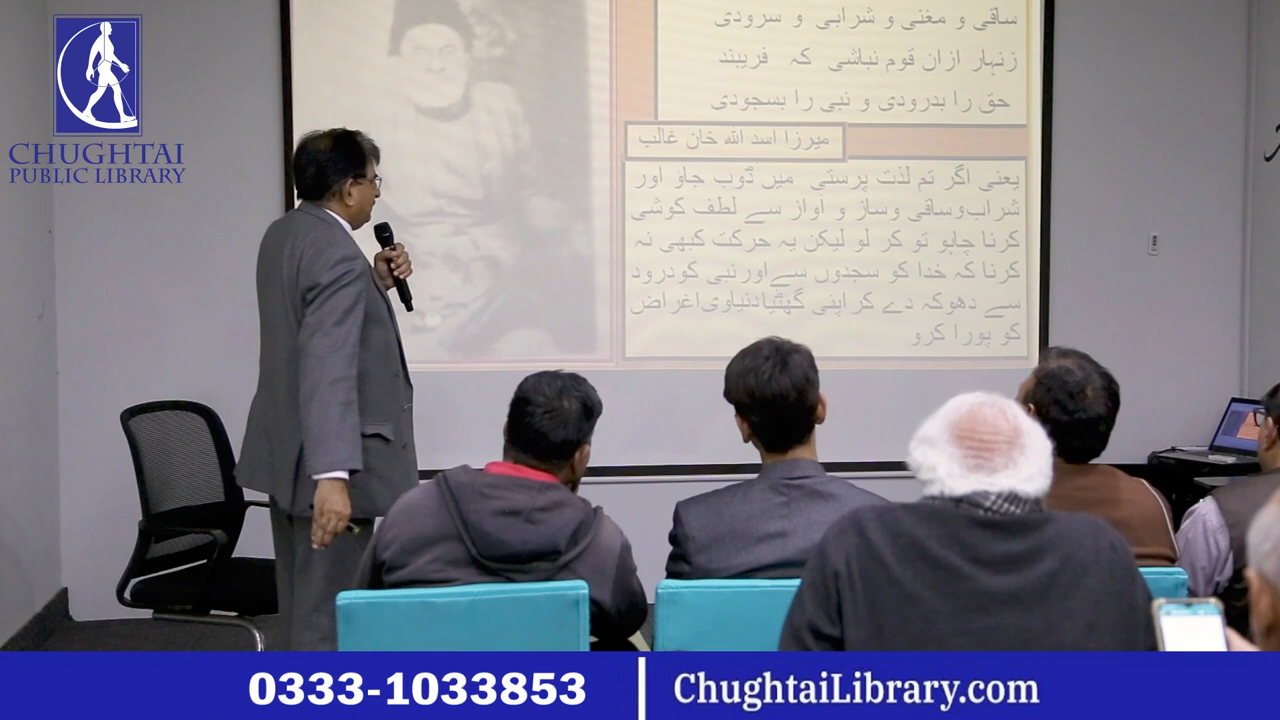 CHUGHTAI
PUBLIC LIBRARY
ساقی و مغنی و شرابی و سرودی
زنہار ازان قوم نباشی کہ فریبند
حق را بدرودی و نبی را بسجودی
میرزا اسد اللہ خان غالب
یعنی اگر تم لذت پرستی میں ڈوب جاؤ اور
شراب وساقی وساز و آواز سے لطف کوشی
کرنا چاہو تو کر لو لیکن یہ حرکت کبھی نہ
کرنا کہ خدا کو سجدوں سے اور نبی کو درود
سے دھوکہ دے کر اپنی گھٹیا دنیاوی اغراض
کو پورا کرو
0333-1033853
ChughtaiLibrary.com